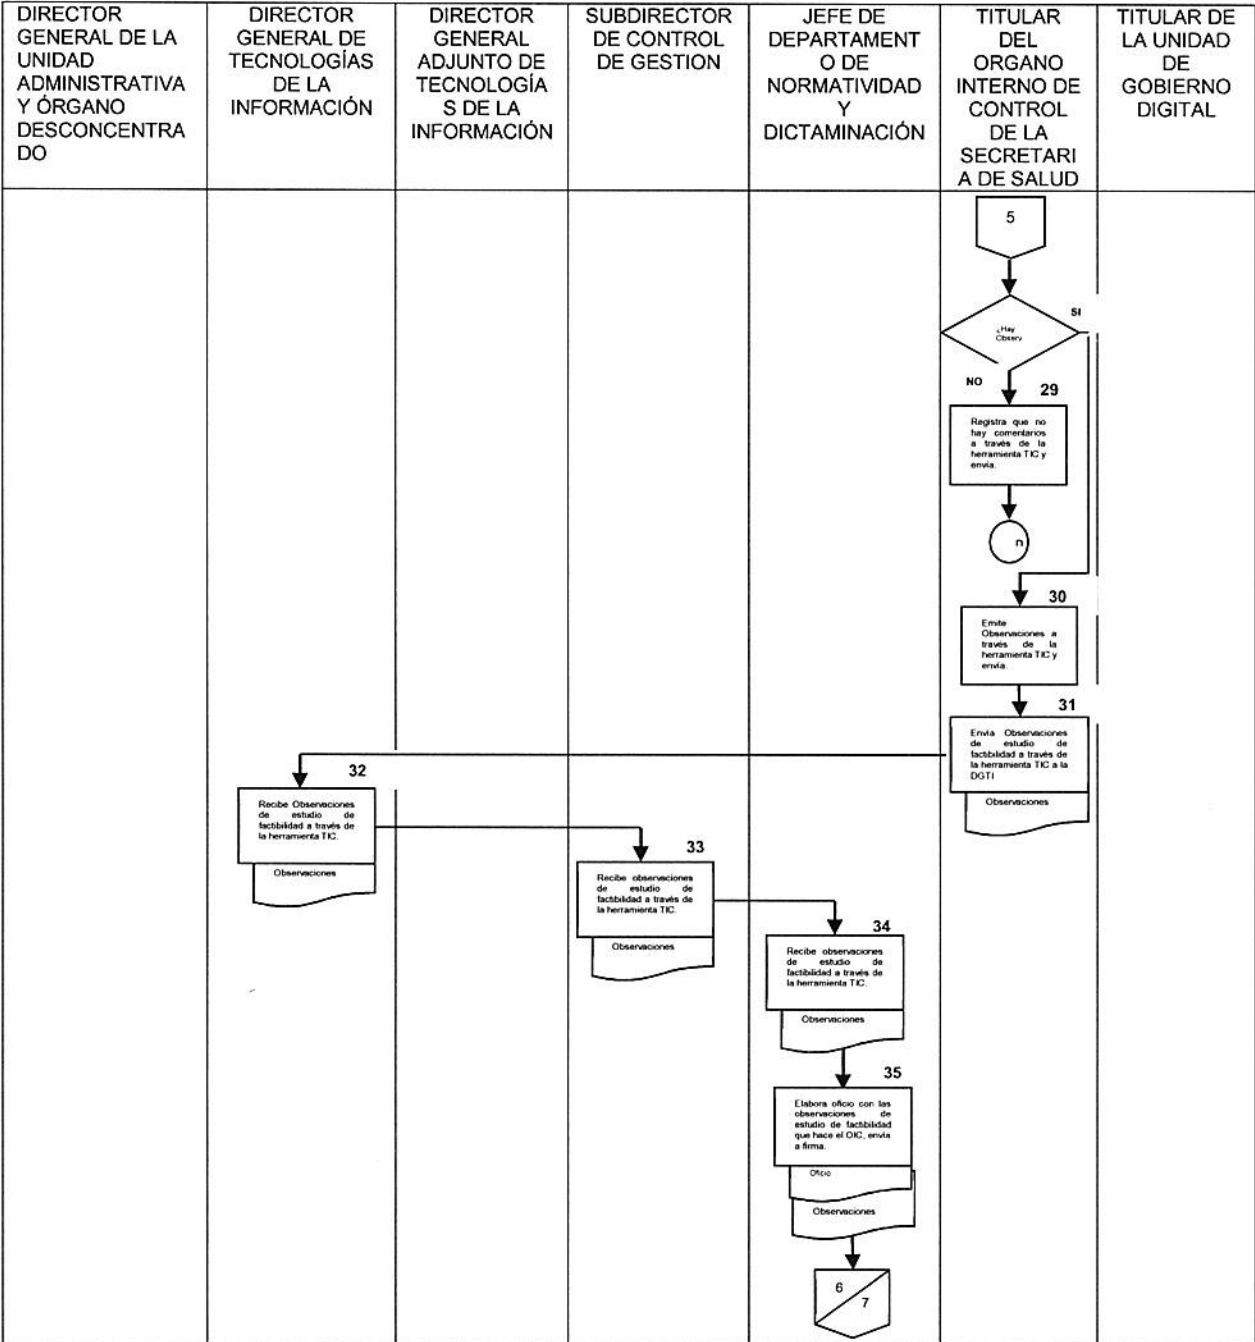 DIRECTOR
GENERAL DE LA
UNIDAD
ADMINISTRATIVA
Y ÓRGANO
DESCONCENTRA
DO
DIRECTOR
GENERAL DE
TECNOLOGÍAS
DE LA
INFORMACIÓN
DIRECTOR
GENERAL
ADJUNTO DE
TECNOLOGÍA
S DE LA
INFORMACIÓN
SUBDIRECTOR
DE CONTROL
DE GESTION
JEFE DE
DEPARTAMENT
O DE
NORMATIVIDAD
Y
DICTAMINACIÓN
TITULAR
DEL
ORGANO
INTERNO DE
CONTROL
DE LA
SECRETARI
A DE SALUD
TITULAR DE
LA UNIDAD
DE
GOBIERNO
DIGITAL
5
¿Hay
Observ
SI
NO
29
Registra que no
hay comentarios
a través de la
herramienta TIC y
envía.
n
30
Emite
Observaciones a
través de la
herramienta TIC y
envía.
31
Envía Observaciones
de estudio de
factibilidad a través de
la herramienta TIC a la
DGTI
Observaciones
32
Recibe Observaciones
de estudio de
factibilidad a través de
la herramienta TIC.
Observaciones
33
Recibe observaciones
de estudio de
factibilidad a través de
la herramienta TIC.
Observaciones
34
Recibe observaciones
de estudio de
factibilidad a través de
la herramienta TIC.
Observaciones
35
Elabora oficio con las
observaciones de
estudio de factibilidad
que hace el OIC, envía
a firma.
Oficio
Observaciones
6
7